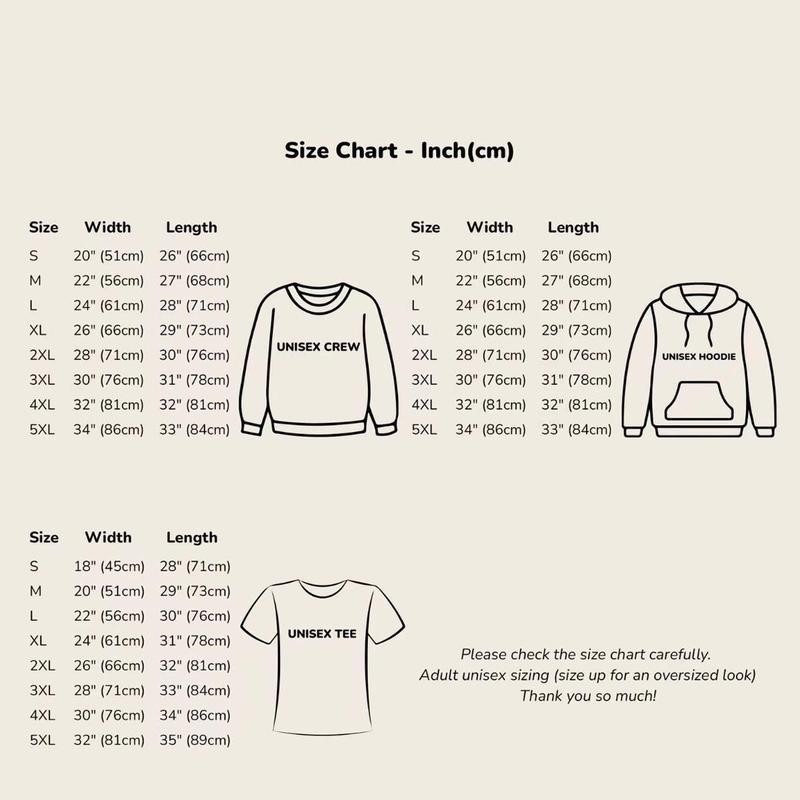 Size Chart - Inch(cm)
Size Width Length
S 20" (51cm) 26" (66cm)
M 22" (56cm) 27" (68cm)
L 24" (61cm) 28" (71cm)
XL 26" (66cm) 29" (73cm)
2XL 28" (71cm) 30" (76cm)
3XL 30" (76cm) 31" (78cm)
4XL 32" (81cm) 32" (81cm)
5XL 34" (86cm) 33" (84cm)
UNISEX CREW
Size Width Length
S 20" (51cm) 26" (66cm)
M 22" (56cm) 27" (68cm)
L 24" (61cm) 28" (71cm)
XL 26" (66cm) 29" (73cm)
2XL 28" (71cm) 30" (76cm)
3XL 30" (76cm) 31" (78cm)
4XL 32" (81cm) 32" (81cm)
5XL 34" (86cm) 33" (84cm)
UNISEX HOODIE
Size Width Length
S 18" (45cm) 28" (71cm)
M 20" (51cm) 29" (73cm)
L 22" (56cm) 30" (76cm)
XL 24" (61cm) 31" (78cm)
2XL 26" (66cm) 32" (81cm)
3XL 28" (71cm) 33" (84cm)
4XL 30" (76cm) 34" (86cm)
5XL 32" (81cm) 35" (89cm)
UNISEX TEE
Please check the size chart carefully.
Adult unisex sizing (size up for an oversized look)
Thank you so much!